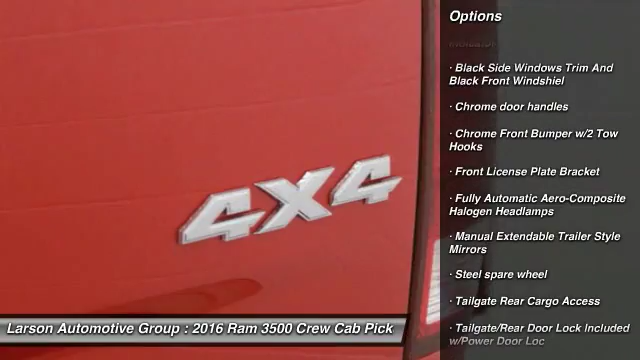 Options
· Black Side Windows Trim And
Black Front Windshiel
· Chrome door handles
· Chrome Front Bumper w/2 Tow
Hooks
· Front License Plate Bracket
· Fully Automatic Aero-Composite
Halogen Headlamps
· Manual Extendable Trailer Style
Mirrors
· Steel spare wheel
· Tailgate Rear Cargo Access
· Tailgate/Rear Door Lock Included
w/Power Door Loc
4X4
Larson Automotive Group : 2016 Ram 3500 Crew Cab Pick